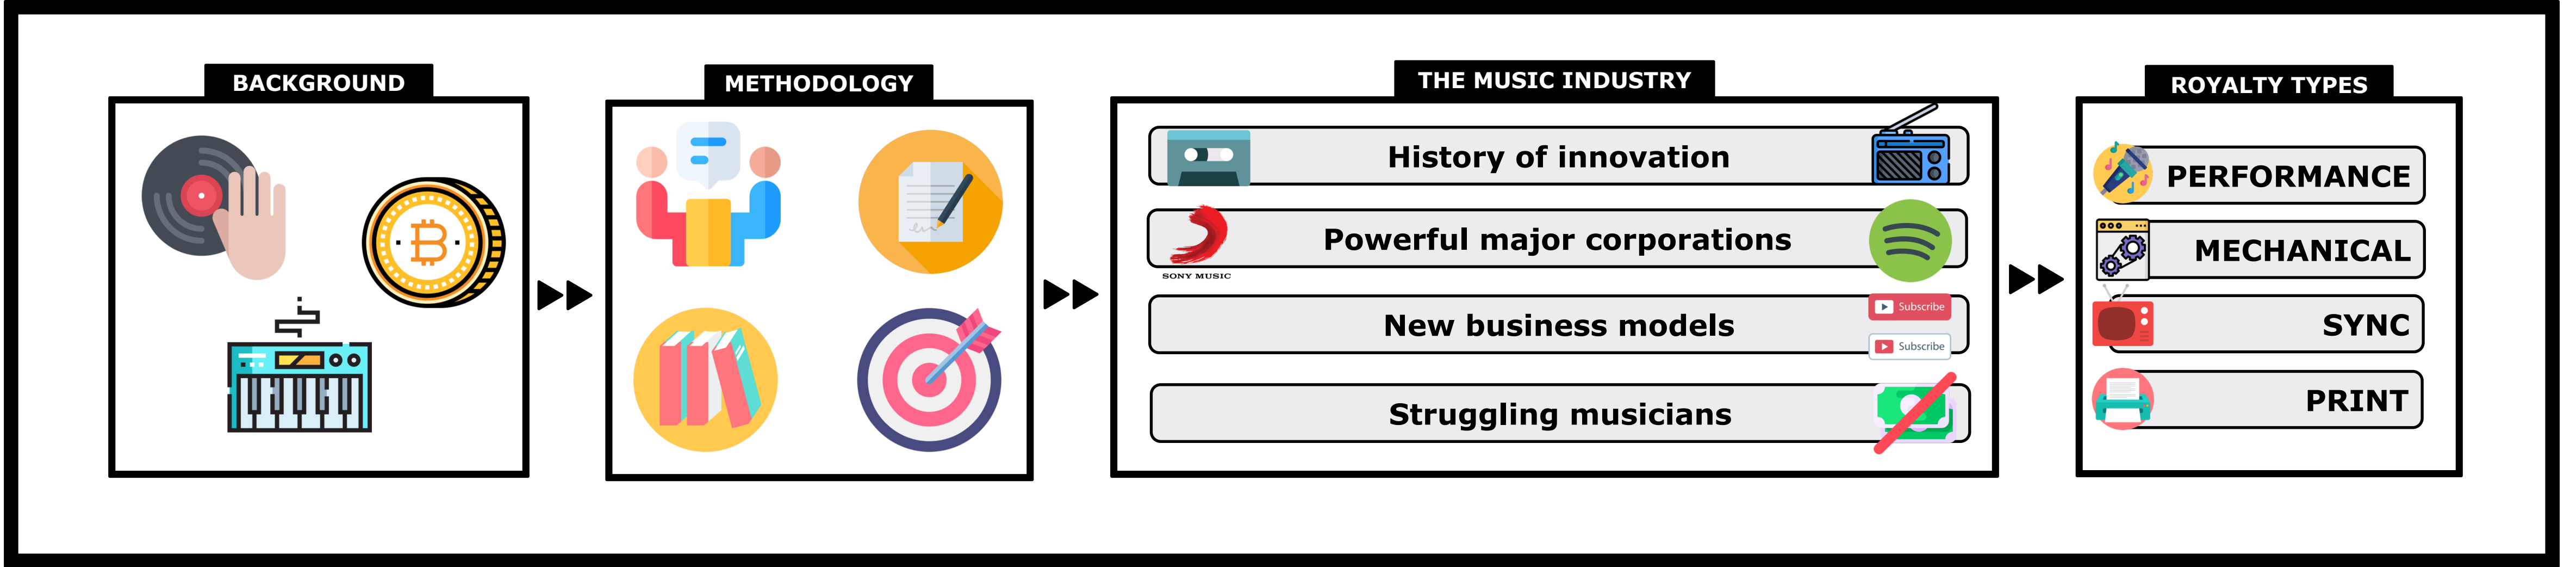 BACKGROUND
METHODOLOGY
THE MUSIC INDUSTRY
History of innovation
Powerful major corporations
SONY MUSIC
New business models
Subscribe
Subscribe
Struggling musicians
ROYALTY TYPES
PERFORMANCE
MECHANICAL
SYNC
PRINT